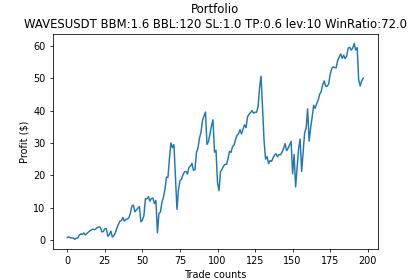 Portfolio
WAVESUSDT BBM:1.6 BBL:120 SL:1.0 TP:0.6 lev:10 WinRatio:72.0
60
50
40
30
20
10
0
Profit ($)
0 25 50 75 100 125 150 175 200
Trade counts